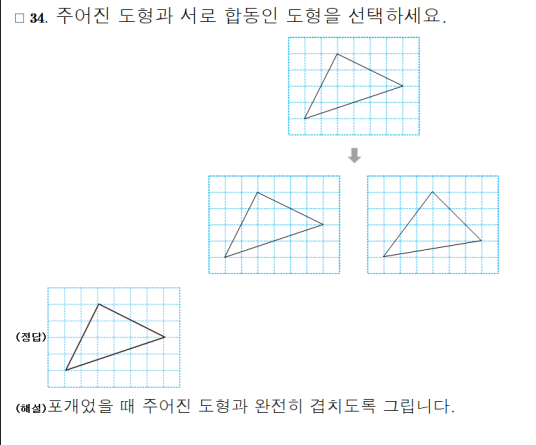 □ 34. 주어진 도형과 서로 합동인 도형을 선택하세요.
(정답)
(해설)포개었을 때 주어진 도형과 완전히 겹치도록 그립니다.